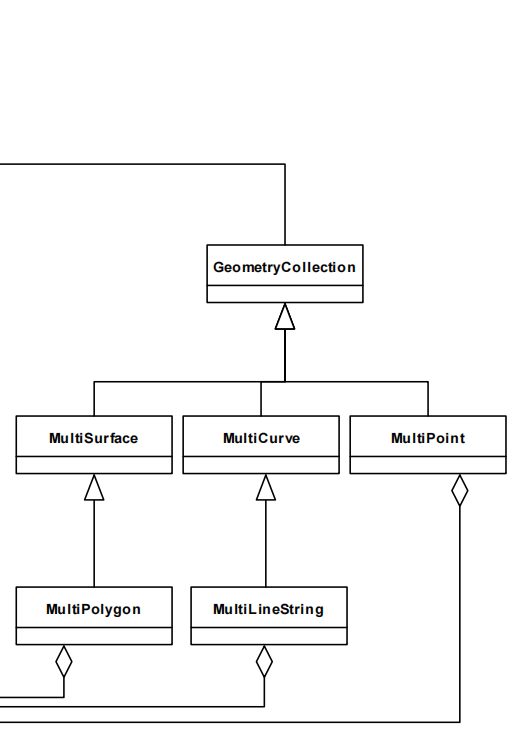 GeometryCollection
MultiSurface
MultiCurve
MultiPoint
MultiPolygon
MultiLineString